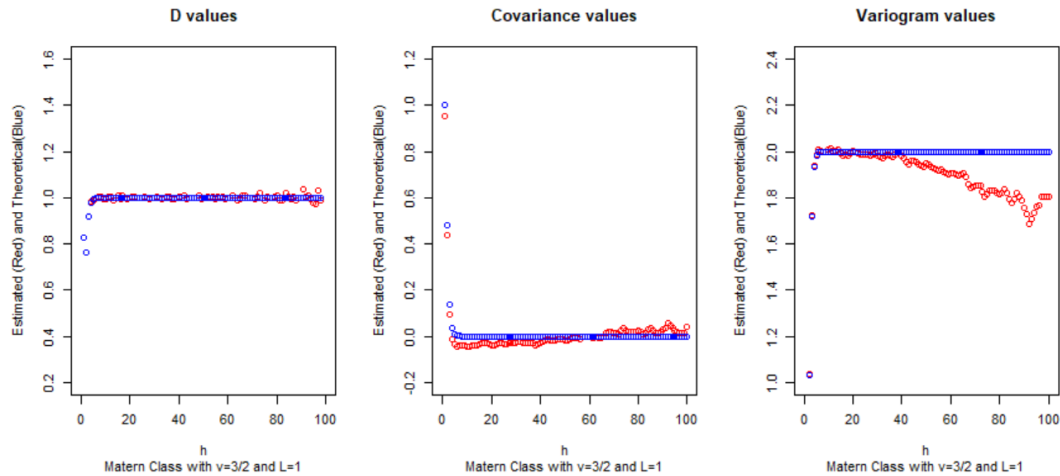 D values
Estimated (Red) and Theoretical(Blue)
1.6
1.4
1.2
1.0
0.8
0.6
0.4
0.2
0 20 40 60 80 100
h
Matern Class with v=3/2 and L=1
Covariance values
Estimated (Red) and Theoretical(Blue)
1.2
1.0
0.8
0.6
0.4
0.2
0.0
-0.2
0 20 40 60 80 100
h
Matern Class with v=3/2 and L=1
Variogram values
Estimated (Red) and Theoretical(Blue)
2.4
2.2
2.0
1.8
1.6
1.4
1.2
1.0
0 20 40 60 80 100
h
Matern Class with v=3/2 and L=1